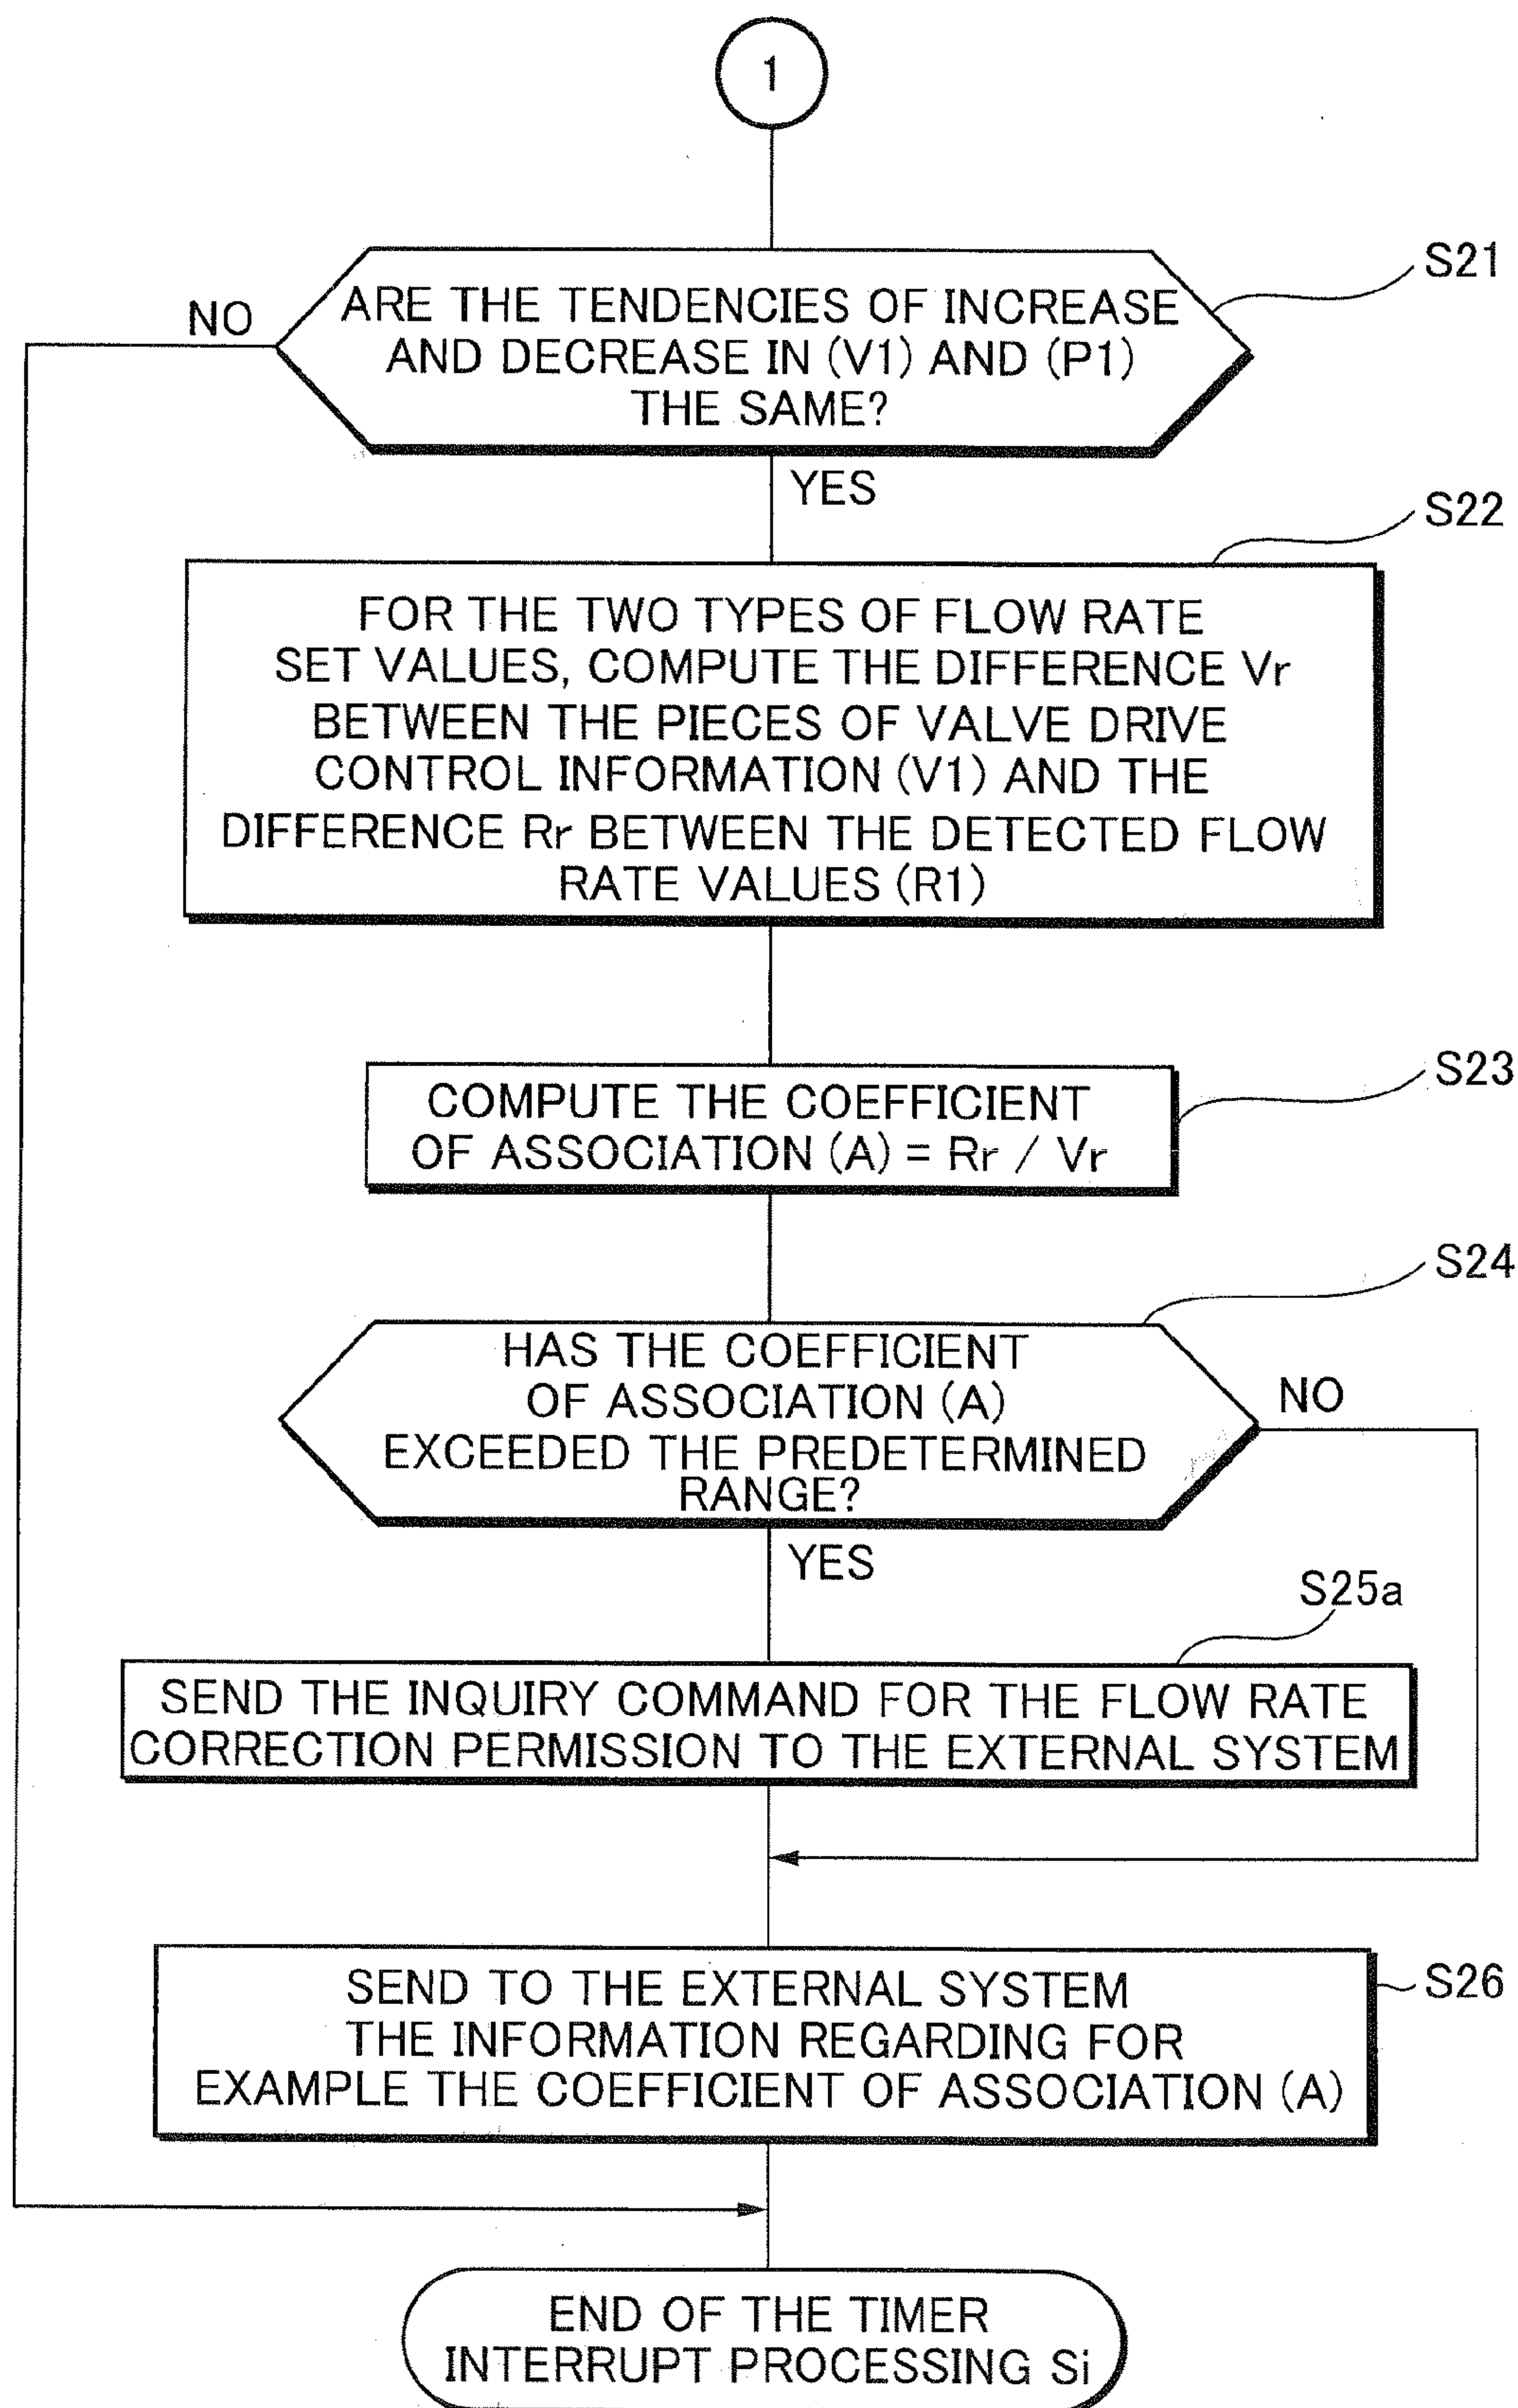 1
S21
NO
ARE THE TENDENCIES OF INCREASE
AND DECREASE IN (V1) AND (P1)
THE SAME?
YES
S22
FOR THE TWO TYPES OF FLOW RATE
SET VALUES, COMPUTE THE DIFFERENCE Vr
BETWEEN THE PIECES OF VALVE DRIVE
CONTROL INFORMATION (V1) AND THE
DIFFERENCE Rr BETWEEN THE DETECTED FLOW
RATE VALUES (R1)
S23
COMPUTE THE COEFFICIENT
OF ASSOCIATION (A) = Rr / Vr
S24
HAS THE COEFFICIENT
OF ASSOCIATION (A)
EXCEEDED THE PREDETERMINED
RANGE?
NO
YES
S25a
SEND THE INQUIRY COMMAND FOR THE FLOW RATE
CORRECTION PERMISSION TO THE EXTERNAL SYSTEM
S26
SEND TO THE EXTERNAL SYSTEM
THE INFORMATION REGARDING FOR
EXAMPLE THE COEFFICIENT OF ASSOCIATION (A)
END OF THE TIMER
INTERRUPT PROCESSING Si